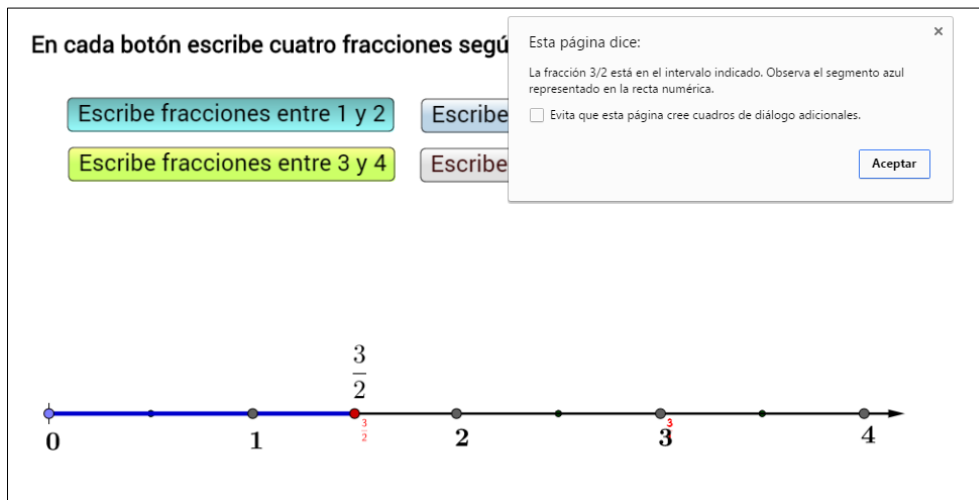 En cada botón escribe cuatro fracciones segú
Esta página dice:
×
La fracción 3/2 está en el intervalo indicado. Observa el segmento azul
representado en la recta numérica.
Evita que esta página cree cuadros de diálogo adicionales.
Aceptar
Escribe fracciones entre 1 y 2
Escribe
Escribe fracciones entre 3 y 4
Escribe
3
2
0
1
3
2
2
3
3
4